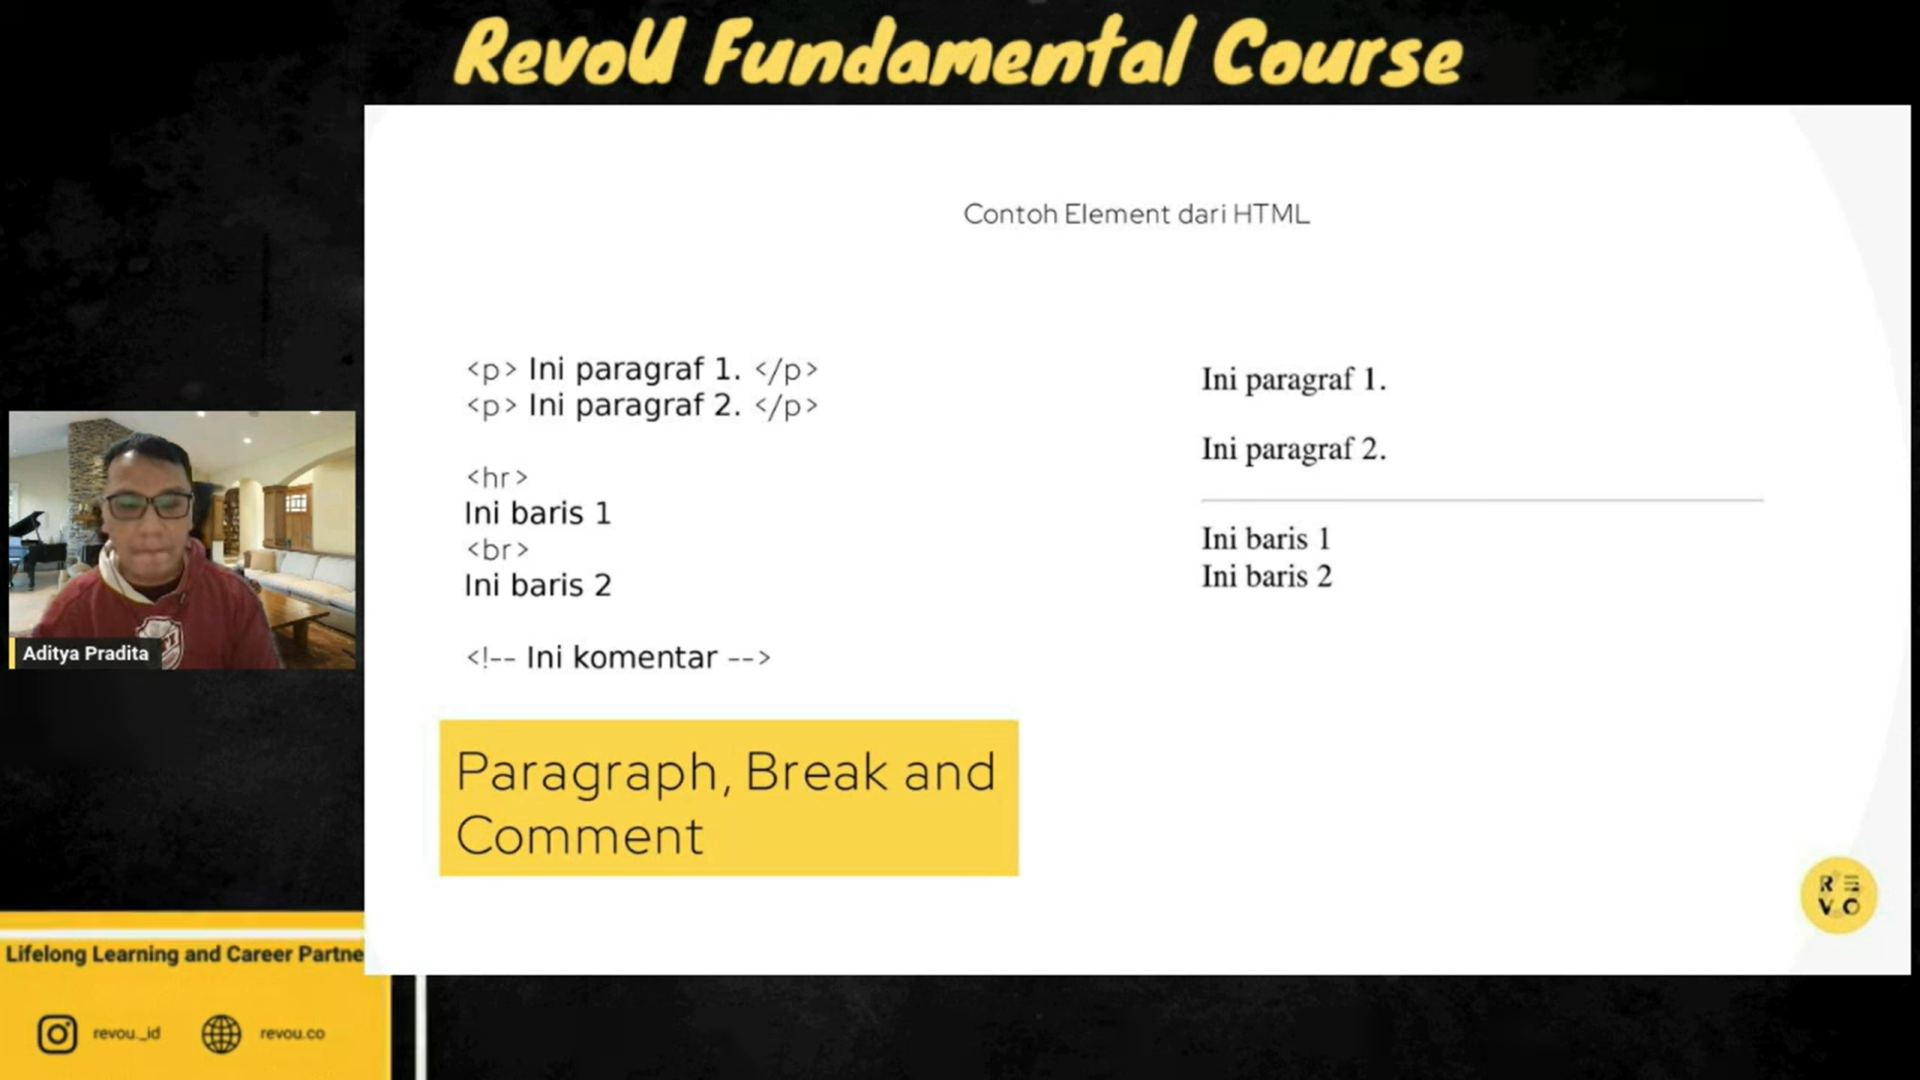 RevoU Fundamental Course
Contoh Element dari HTML
<p> Ini paragraf 1. </p>
<p> Ini paragraf 2. </p>
<hr>
Ini baris 1
<br>
Ini baris 2
<!-- Ini komentar -->
Ini paragraf 1.
Ini paragraf 2.
Ini baris 1
Ini baris 2
Paragraph, Break and
Comment
Aditya Pradita
Lifelong Learning and Career Partne
revou_id
revou.co